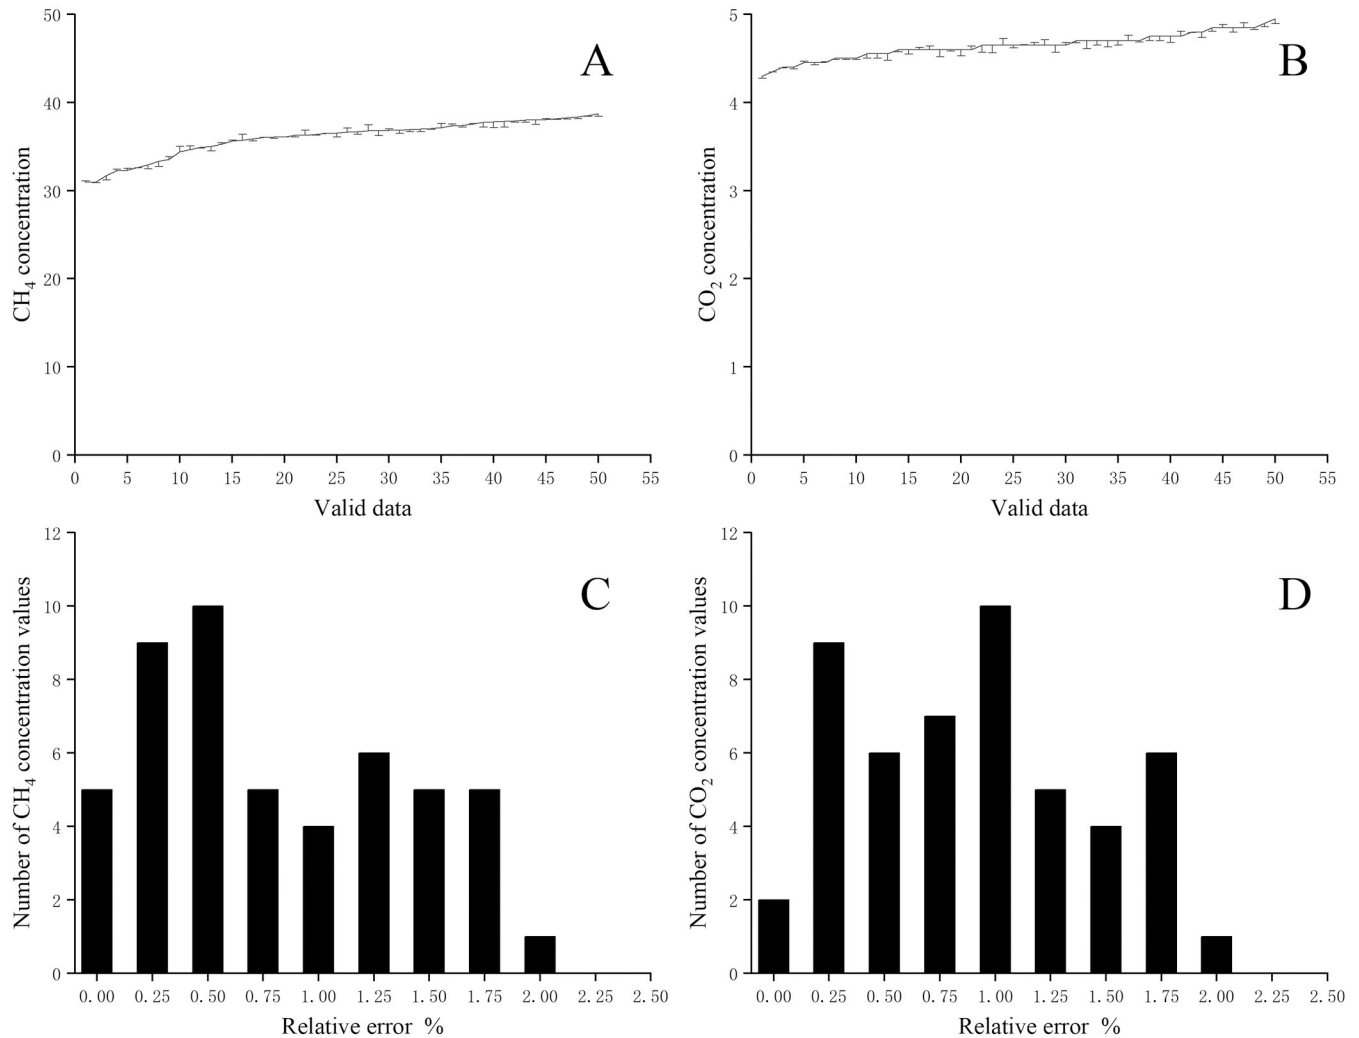 A
50
40
30
20
10
0
0 5 10 15 20 25 30 35 40 45 50 55
CH₄ concentration
Valid data
B
5
4
3
2
1
0
0 5 10 15 20 25 30 35 40 45 50 55
CO₂ concentration
Valid data
C
12
10
8
6
4
2
0
0.00 0.25 0.50 0.75 1.00 1.25 1.50 1.75 2.00 2.25 2.50
Number of CH₄ concentration values
Relative error %
D
12
10
8
6
4
2
0
0.00 0.25 0.50 0.75 1.00 1.25 1.50 1.75 2.00 2.25 2.50
Number of CO₂ concentration values
Relative error %